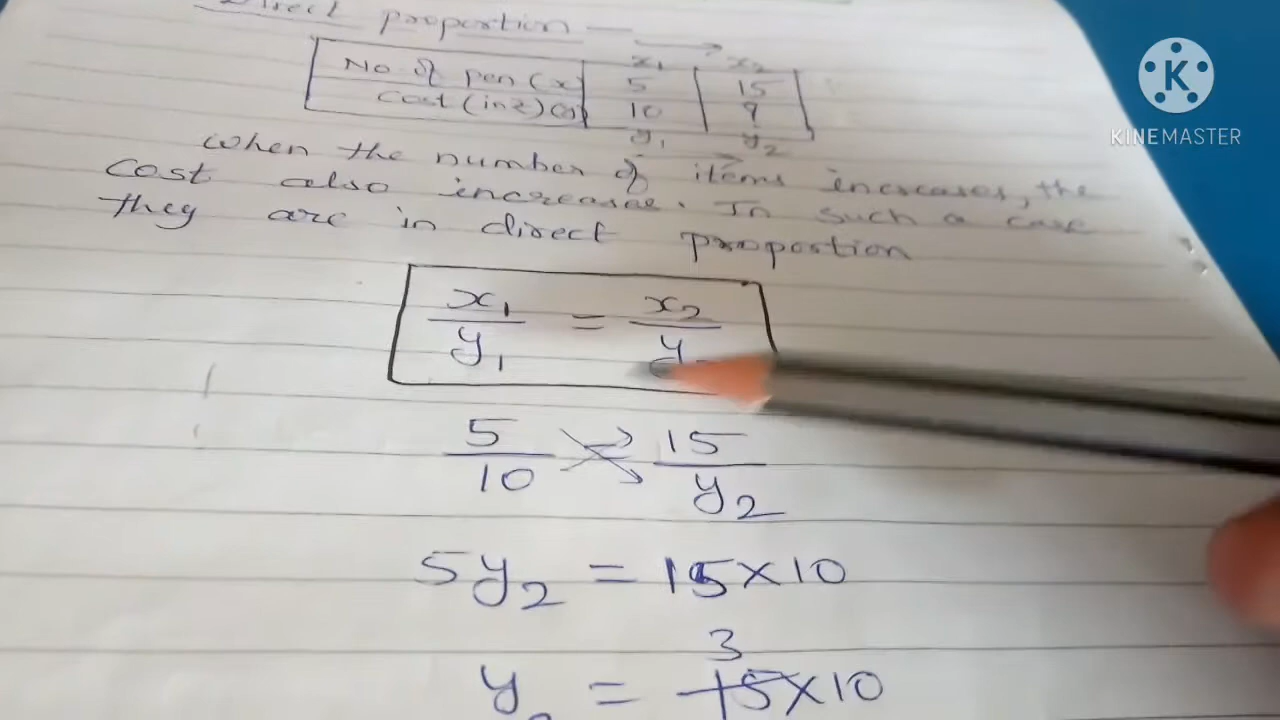 Direct proportion —
x₁ x₂
No of pen (x) 5 15
Cost (in ₹) (y) 10 ?
y₁ y₂
When the number of items increases, the
cost also increases. In such a case
they are in direct proportion
x₁/y₁ = x₂/y
5/10 15/y₂
5y₂ = 15×10
3
y = 15×10
K
KINEMASTER